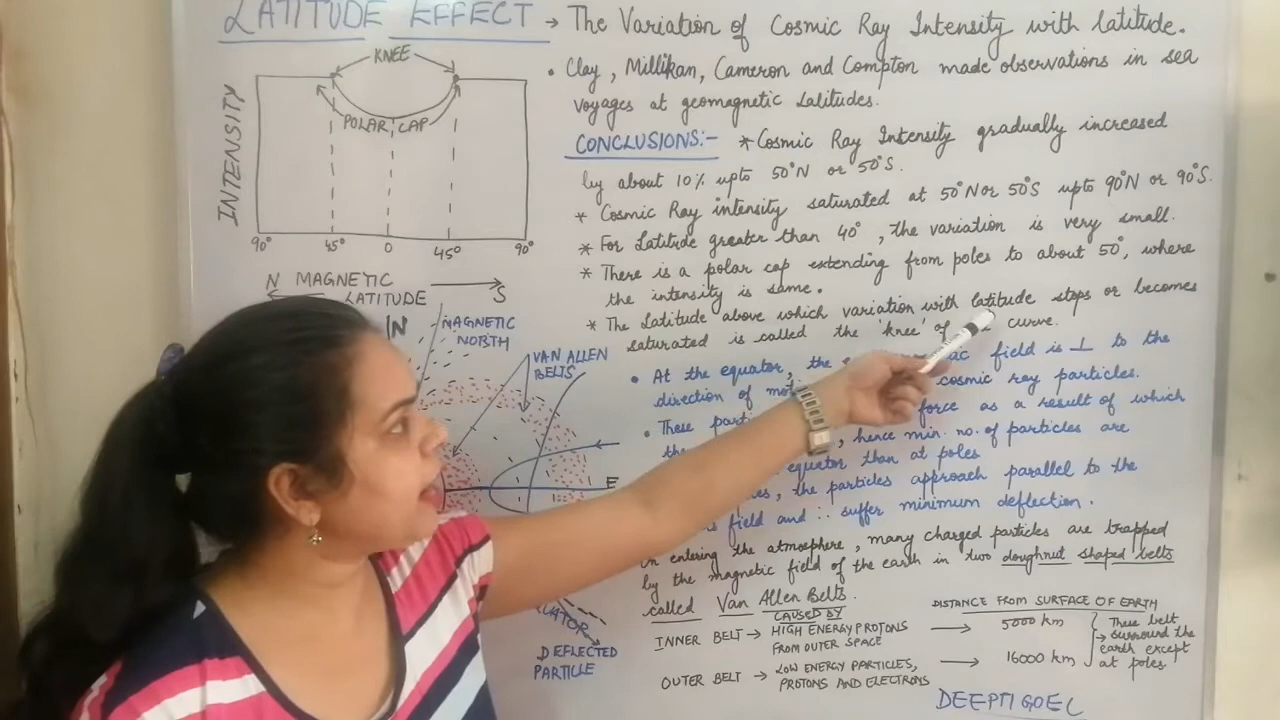 LATITUDE EFFECT → The Variation of Cosmic Ray Intensity with latitude.
• Clay, Millikan, Cameron and Compton made observations in sea
voyages at geomagnetic Latitudes.
CONCLUSIONS:- * Cosmic Ray Intensity gradually increased
by about 10% upto 50°N or 50°S.
* Cosmic Ray intensity saturated at 50°N or 50°S upto 90°N or 90°S.
* For Latitude greater than 40°, the variation is very small.
* There is a polar cap extending from poles to about 50°, where
the intensity is same.
* The Latitude above which variation with latitude stops or becomes
saturated is called the 'knee' of curve.
• At the equator, the field is ⊥ to the
direction of cosmic ray particles.
• These force as a result of which
the , hence min. no. of particles are
equator than at poles
, the particles approach parallel to the
field and ∴ suffer minimum deflection.
entering the atmosphere, many charged particles are trapped
by the magnetic field of the earth in two doughnut shaped belts
called Van Allen Belts.
CAUSED BY
DISTANCE FROM SURFACE OF EARTH
INNER BELT → HIGH ENERGY PROTONS
FROM OUTER SPACE
→ 5000 km
OUTER BELT → LOW ENERGY PARTICLES,
PROTONS AND ELECTRONS
→ 16000 km
These belt
→ surround the
earth except
at poles
DEEPTI GOEL
KNEE
POLAR CAP
INTENSITY
90° 45° 0 45° 90°
N MAGNETIC
LATITUDE
S
N
MAGNETIC
NORTH
VAN ALLEN
BELTS
E
DEFLECTED
PARTICLE